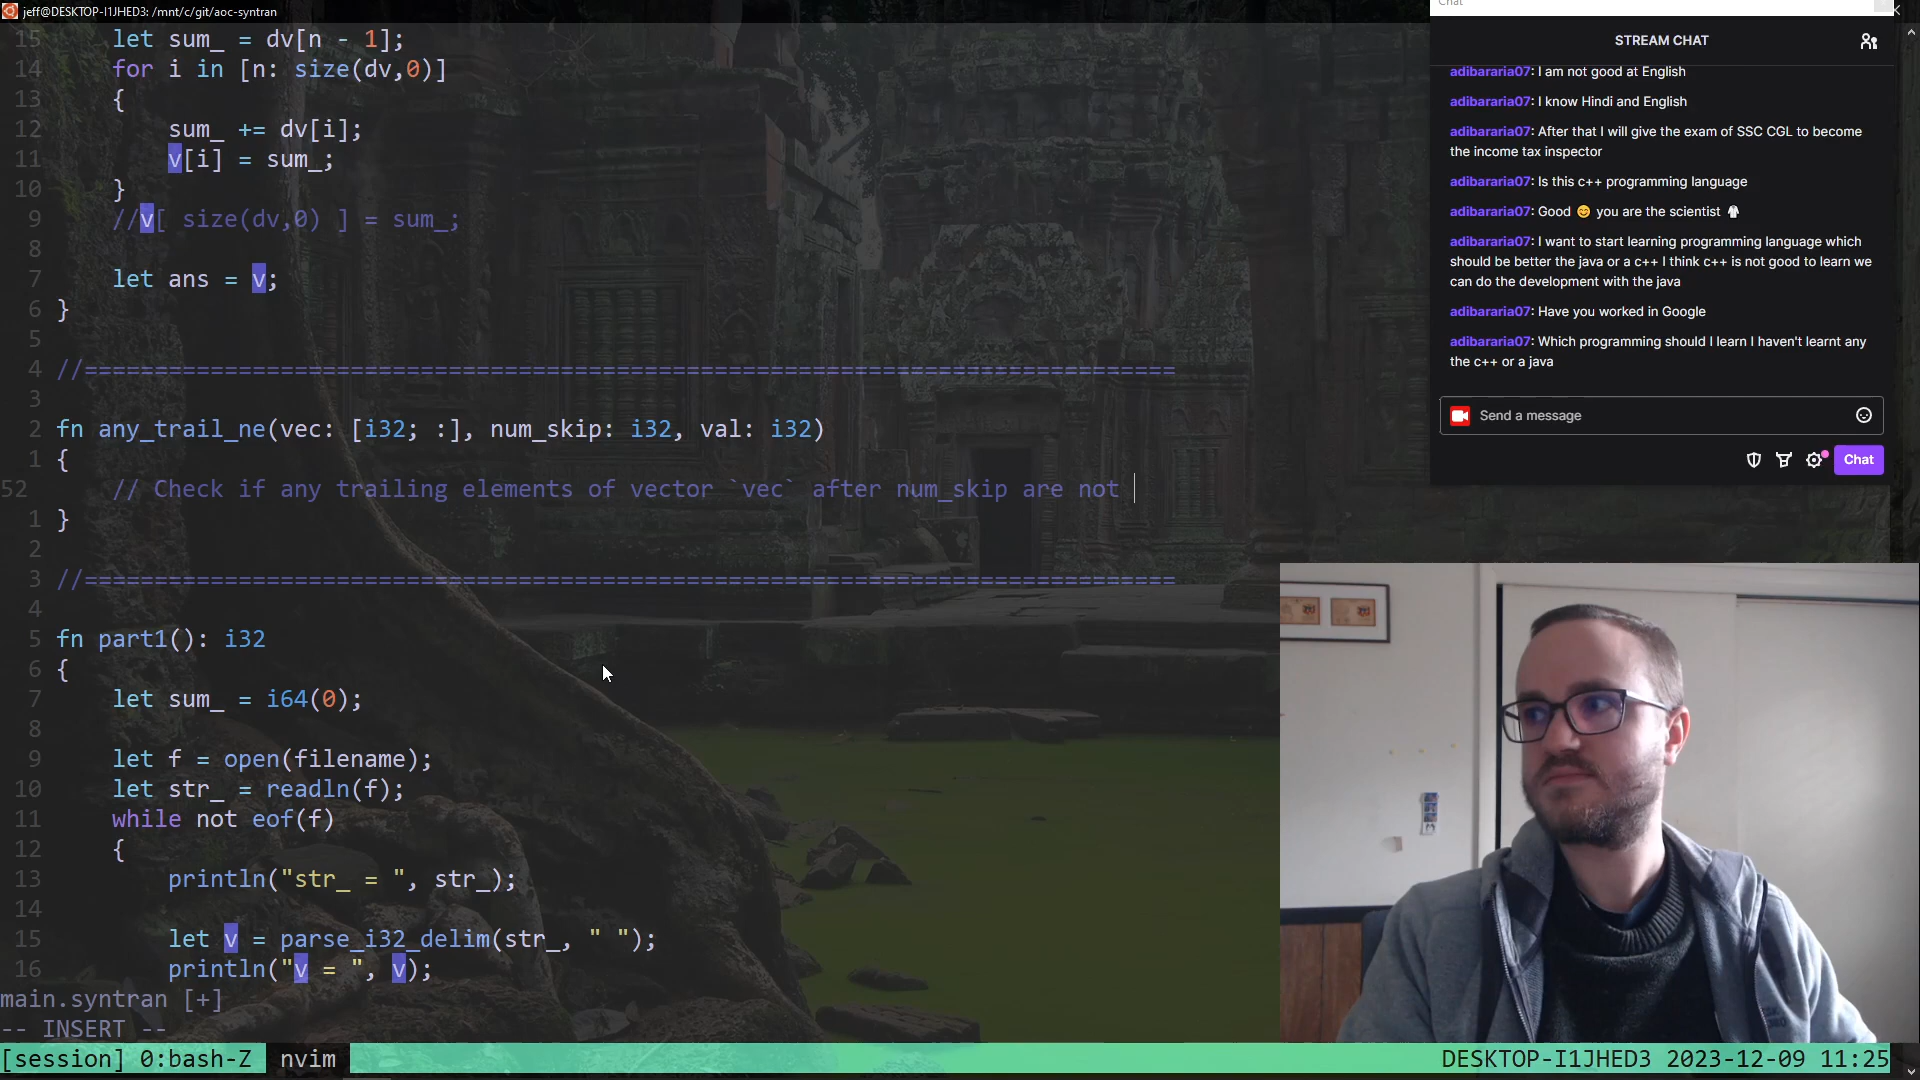 jeff@DESKTOP-I1JHED3: /mnt/c/git/aoc-syntran
15 let sum_ = dv[n - 1];
14 for i in [n: size(dv,0)]
13 {
12 sum_ += dv[i];
11 v[i] = sum_;
10 }
9 //v[ size(dv,0) ] = sum_;
8
7 let ans = v;
6 }
5
4 //==============================================================================
3
2 fn any_trail_ne(vec: [i32; :], num_skip: i32, val: i32)
1 {
52 // Check if any trailing elements of vector `vec` after num_skip are not
1 }
2
3 //==============================================================================
4
5 fn part1(): i32
6 {
7 let sum_ = i64(0);
8
9 let f = open(filename);
10 let str_ = readln(f);
11 while not eof(f)
12 {
13 println("str_ = ", str_);
14
15 let v = parse_i32_delim(str_, " ");
16 println("v = ", v);
main.syntran [+]
-- INSERT --
[session] 0:bash-Z nvim
DESKTOP-I1JHED3 2023-12-09 11:25
Chat
STREAM CHAT
adibararia07: I am not good at English
adibararia07: I know Hindi and English
adibararia07: After that I will give the exam of SSC CGL to become
the income tax inspector
adibararia07: Is this c++ programming language
adibararia07: Good 😊 you are the scientist 🥼
adibararia07: I want to start learning programming language which
should be better the java or a c++ I think c++ is not good to learn we
can do the development with the java
adibararia07: Have you worked in Google
adibararia07: Which programming should I learn I haven't learnt any
the c++ or a java
Send a message
Chat